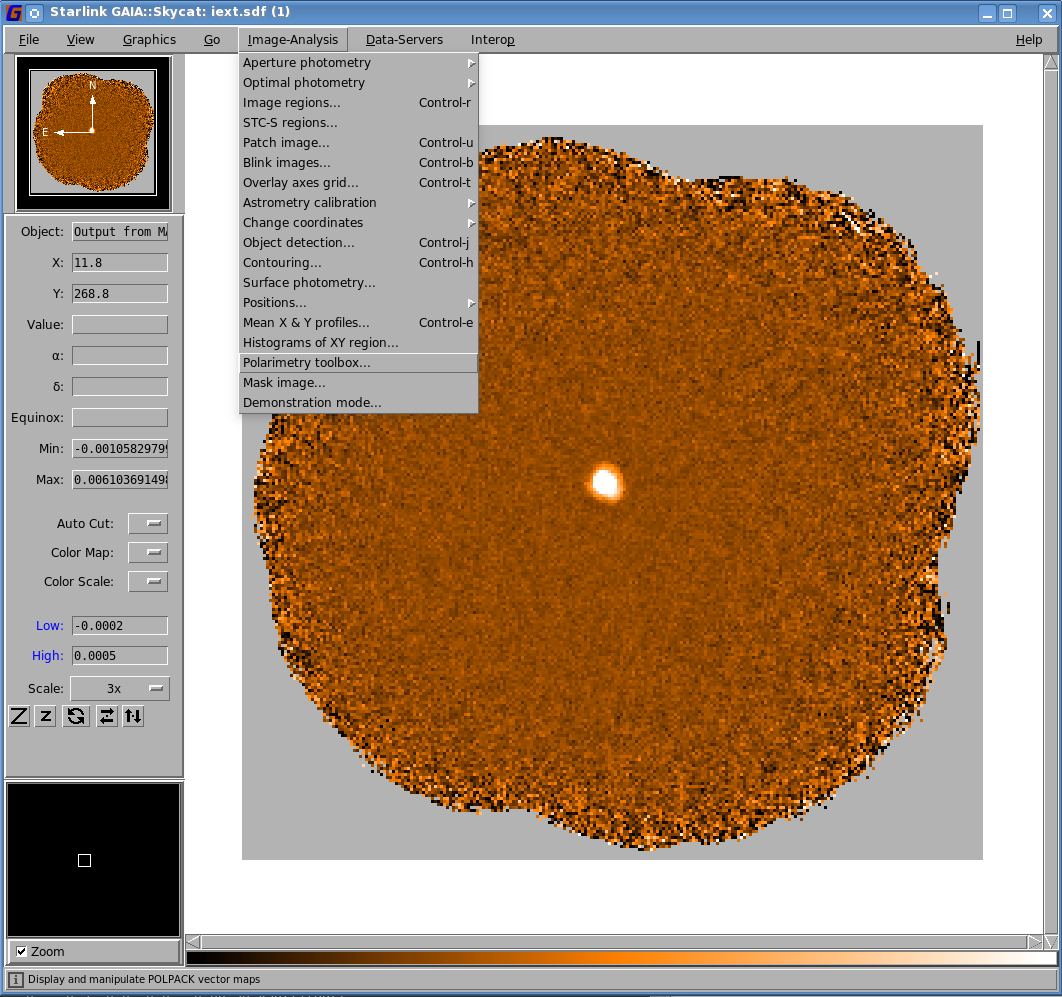 Starlink GAIA::Skycat: iext.sdf (1)
File View Graphics Go Image-Analysis Data-Servers Interop Help
N
E
Object: Output from MA
X: 11.8
Y: 268.8
Value:
α:
δ:
Equinox:
Min: -0.0010582979
Max: 0.006103691498
Auto Cut:
Color Map:
Color Scale:
Low: -0.0002
High: 0.0005
Scale: 3x
Z z
Zoom
Aperture photometry
Optimal photometry
Image regions... Control-r
STC-S regions...
Patch image... Control-u
Blink images... Control-b
Overlay axes grid... Control-t
Astrometry calibration
Change coordinates
Object detection... Control-j
Contouring... Control-h
Surface photometry...
Positions...
Mean X & Y profiles... Control-e
Histograms of XY region...
Polarimetry toolbox...
Mask image...
Demonstration mode...
Display and manipulate POLPACK vector maps